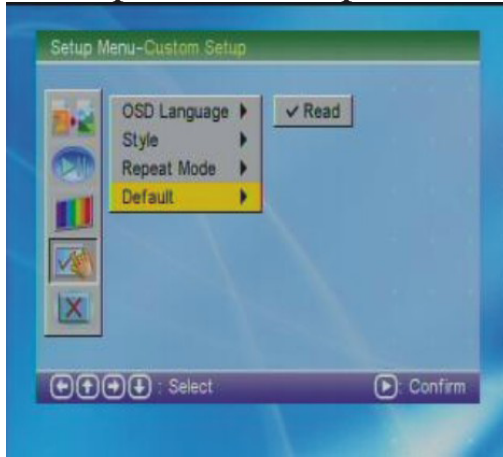 Setup Menu-Custom Setup
OSD Language
Style
Repeat Mode
Default
✓ Read
: Select
: Confirm